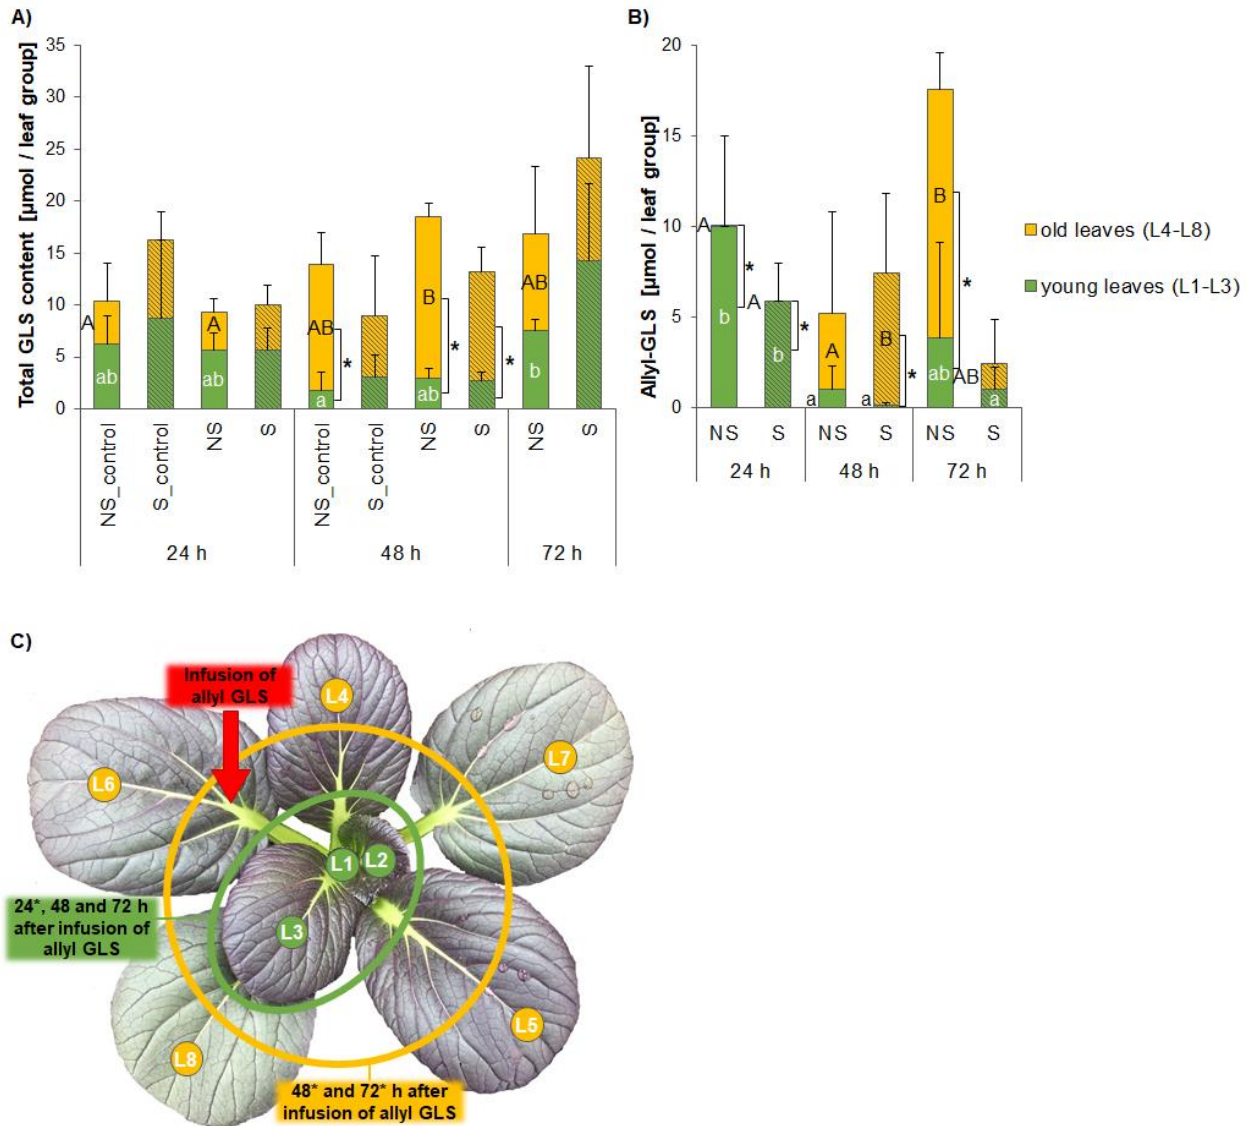 A)
Total GLS content [µmol / leaf group]
35
30
25
20
15
10
5
0
A
ab
A
ab
AB
a
*
B
ab
*
*
AB
b
NS_control
S_control
NS
S
NS_control
S_control
NS
S
NS
S
24 h
48 h
72 h
B)
Allyl-GLS [µmol / leaf group]
20
15
10
5
0
A
b
*
A
b
*
A
a
B
a
*
B
ab
*
AB
a
NS
S
NS
S
NS
S
24 h
48 h
72 h
old leaves (L4-L8)
young leaves (L1-L3)
C)
Infusion of
allyl GLS
L4
L7
L6
L1
L2
L3
L5
L8
24*, 48 and 72 h
after infusion of
allyl GLS
48* and 72* h after
infusion of allyl GLS